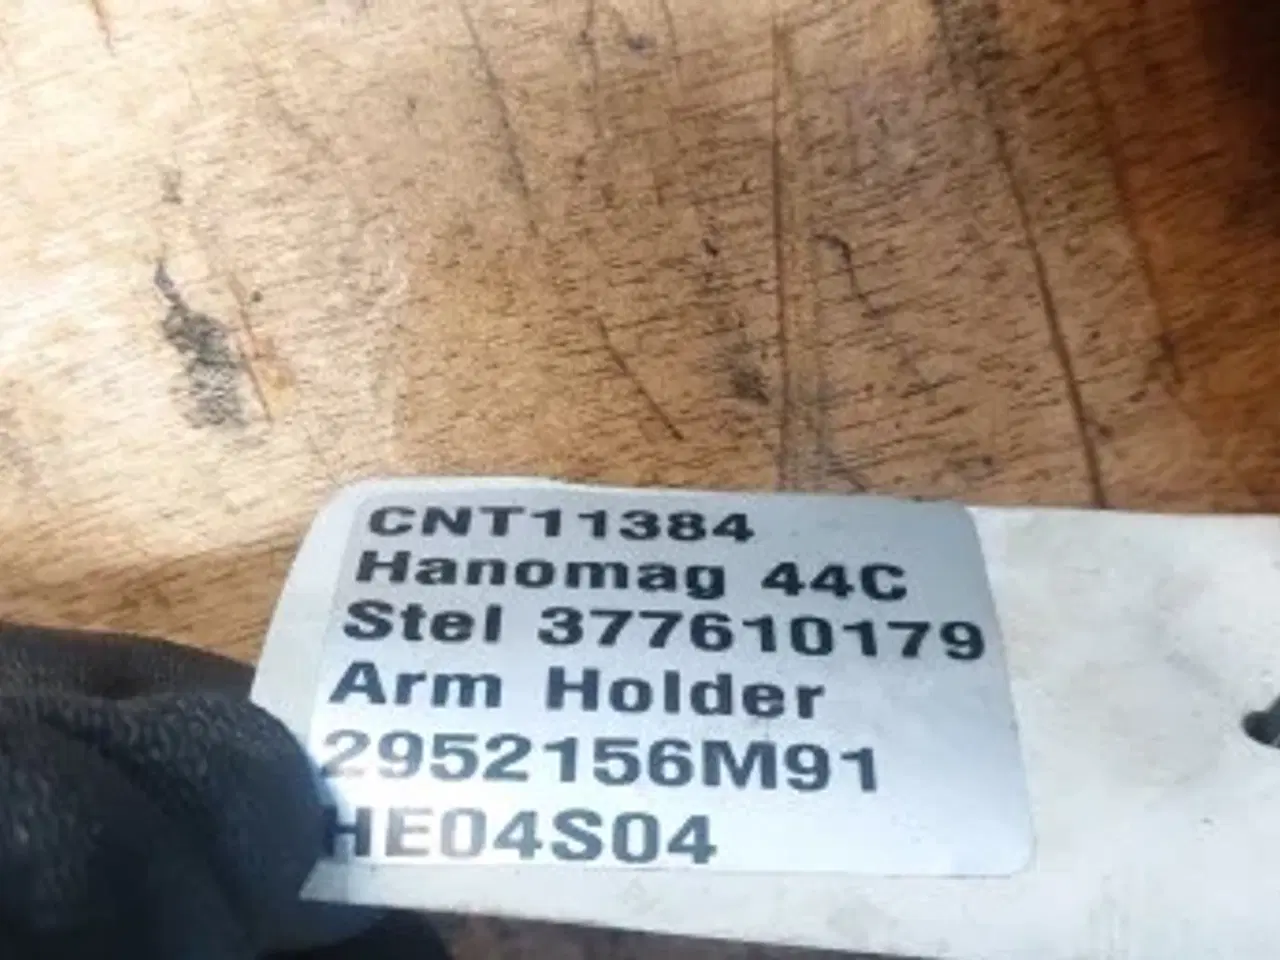 CNT11384
Hanomag 44C
Stel 377610179
Arm Holder
2952156M91
HE04S04